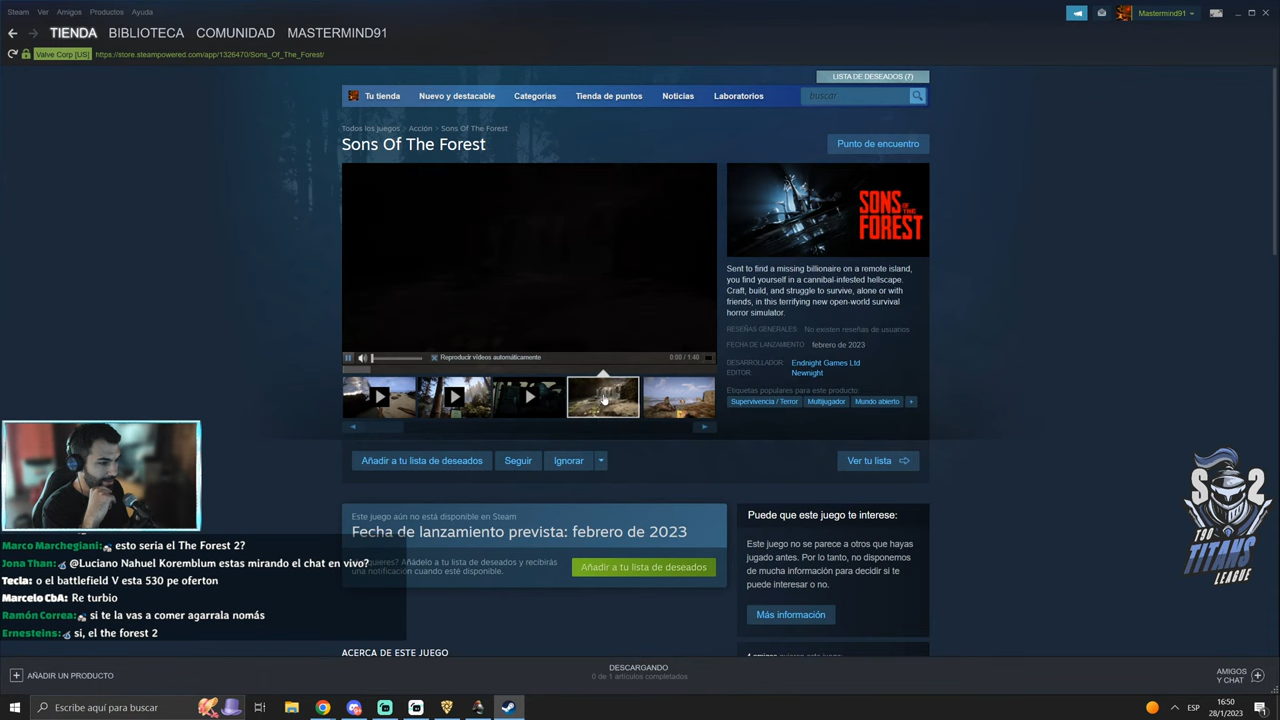 Steam Ver Amigos Productos Ayuda
Mastermind91
TIENDA BIBLIOTECA COMUNIDAD MASTERMIND91
Valve Corp [US] https://store.steampowered.com/app/1326470/Sons_Of_The_Forest/
LISTA DE DESEADOS (7)
Tu tienda Nuevo y destacable Categorías Tienda de puntos Noticias Laboratorios buscar
Todos los juegos > Acción > Sons Of The Forest
Sons Of The Forest
Punto de encuentro
SONS
OF THE
FOREST
Sent to find a missing billionaire on a remote island,
you find yourself in a cannibal-infested hellscape.
Craft, build, and struggle to survive, alone or with
friends, in this terrifying new open-world survival
horror simulator.
RESEÑAS GENERALES No existen reseñas de usuarios
FECHA DE LANZAMIENTO febrero de 2023
Reproducir vídeos automáticamente 0:00 / 1:40
DESARROLLADOR Endnight Games Ltd
EDITOR: Newnight
Etiquetas populares para este producto:
Supervivencia / Terror Multijugador Mundo abierto +
Añadir a tu lista de deseados Seguir Ignorar Ver tu lista
Este juego aún no está disponible en Steam
Fecha de lanzamiento prevista: febrero de 2023
quieres? Añádelo a tu lista de deseados y recibirás
una notificación cuando esté disponible.
Añadir a tu lista de deseados
Puede que este juego te interese:
Este juego no se parece a otros que hayas
jugado antes. Por lo tanto, no disponemos
de mucha información para decidir si te
puede interesar o no.
Más información
Marco Marchegiani: esto seria el The Forest 2?
Jona Than: @Luciano Nahuel Koremblum estas mirando el chat en vivo?
Tecla: o el battlefield V esta 530 pe oferton
Marcelo CbA: Re turbio
Ramón Correa: si te la vas a comer agarrala nomás
Ernesteins: si, el the forest 2
S2
PRO
TITANS
LEAGUE
ACERCA DE ESTE JUEGO
AÑADIR UN PRODUCTO
DESCARGANDO
0 de 1 artículos completados
AMIGOS
Y CHAT
Escribe aquí para buscar
ESP
16:50
28/1/2023